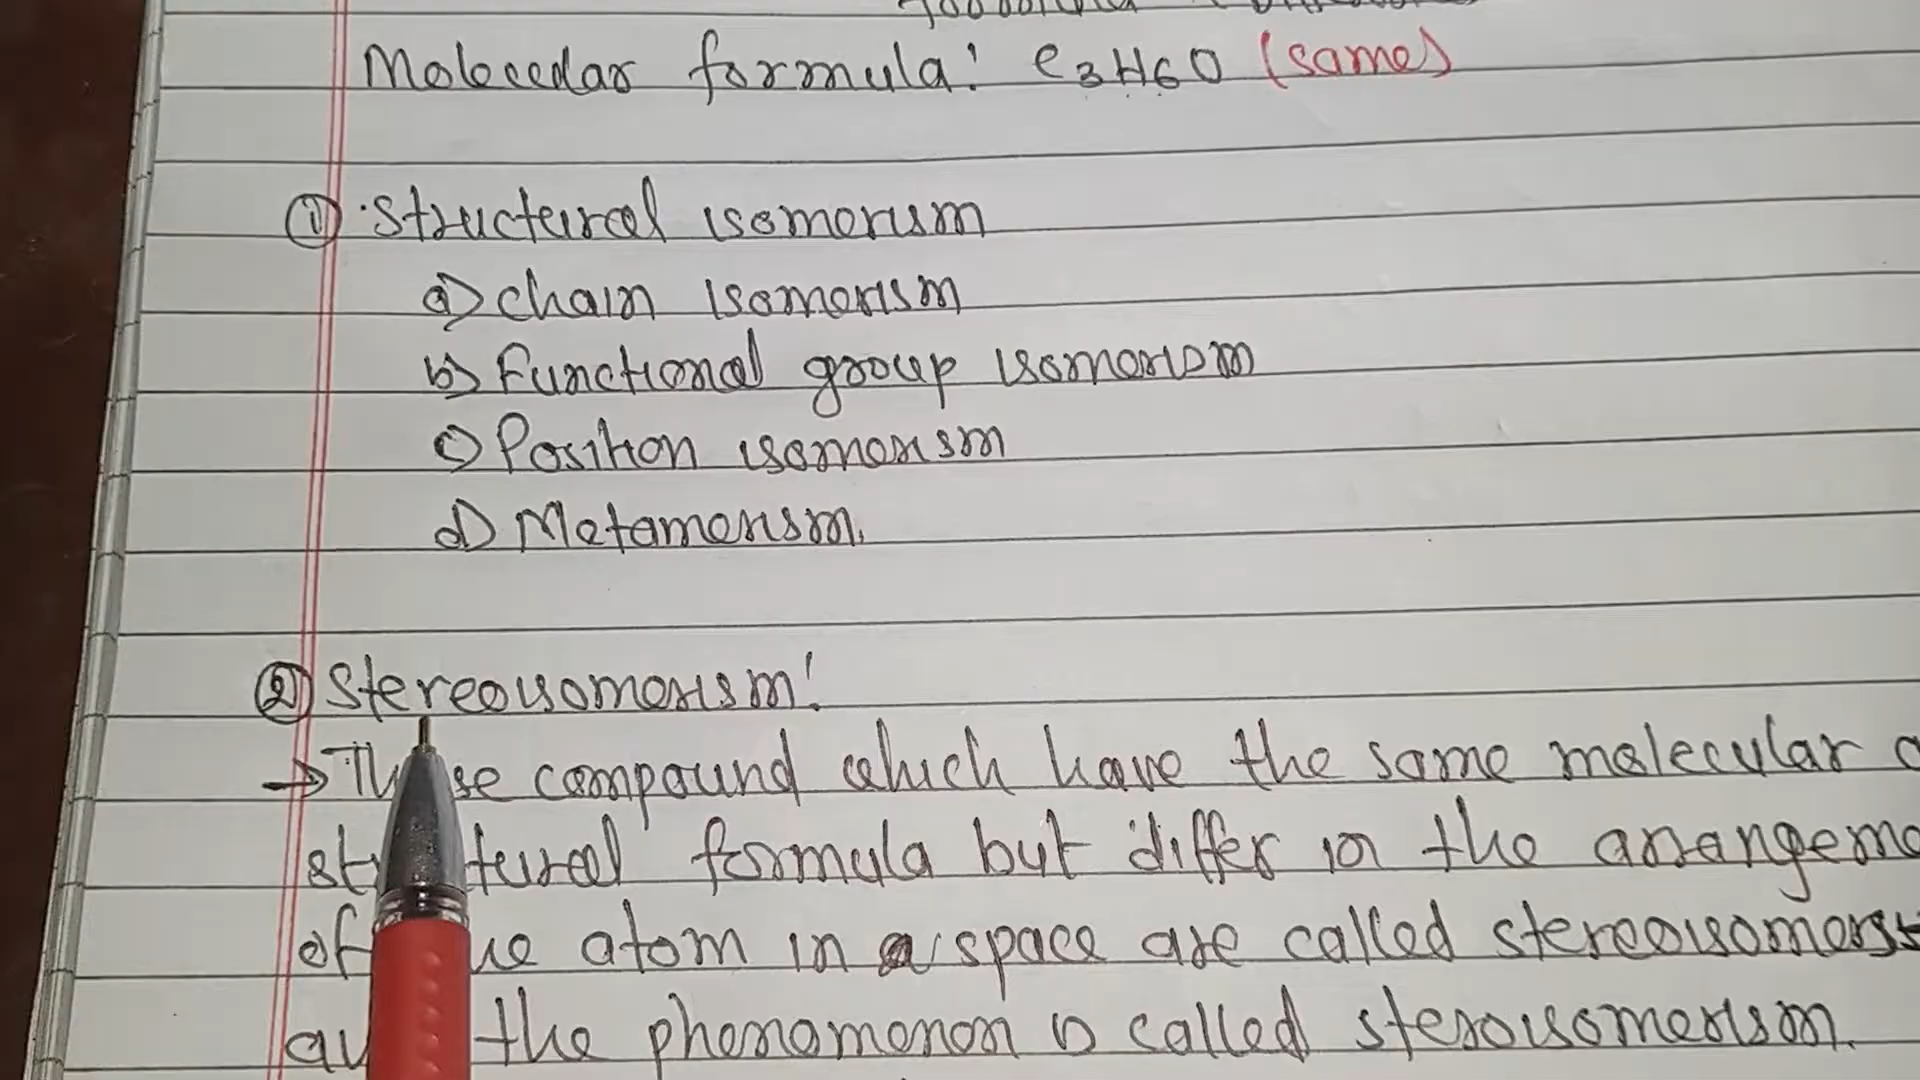 Molecular formula: C3H6O (same)
① Structural isomerism
a) chain isomerism
b) Functional group isomerism
c) Position isomerism
d) Metamerism.
② Stereoisomerism:
→ compound which have the same molecular
formula but differ in the
of atom in a space are called stereoisomers
the phenomenon is called steroisomerism.